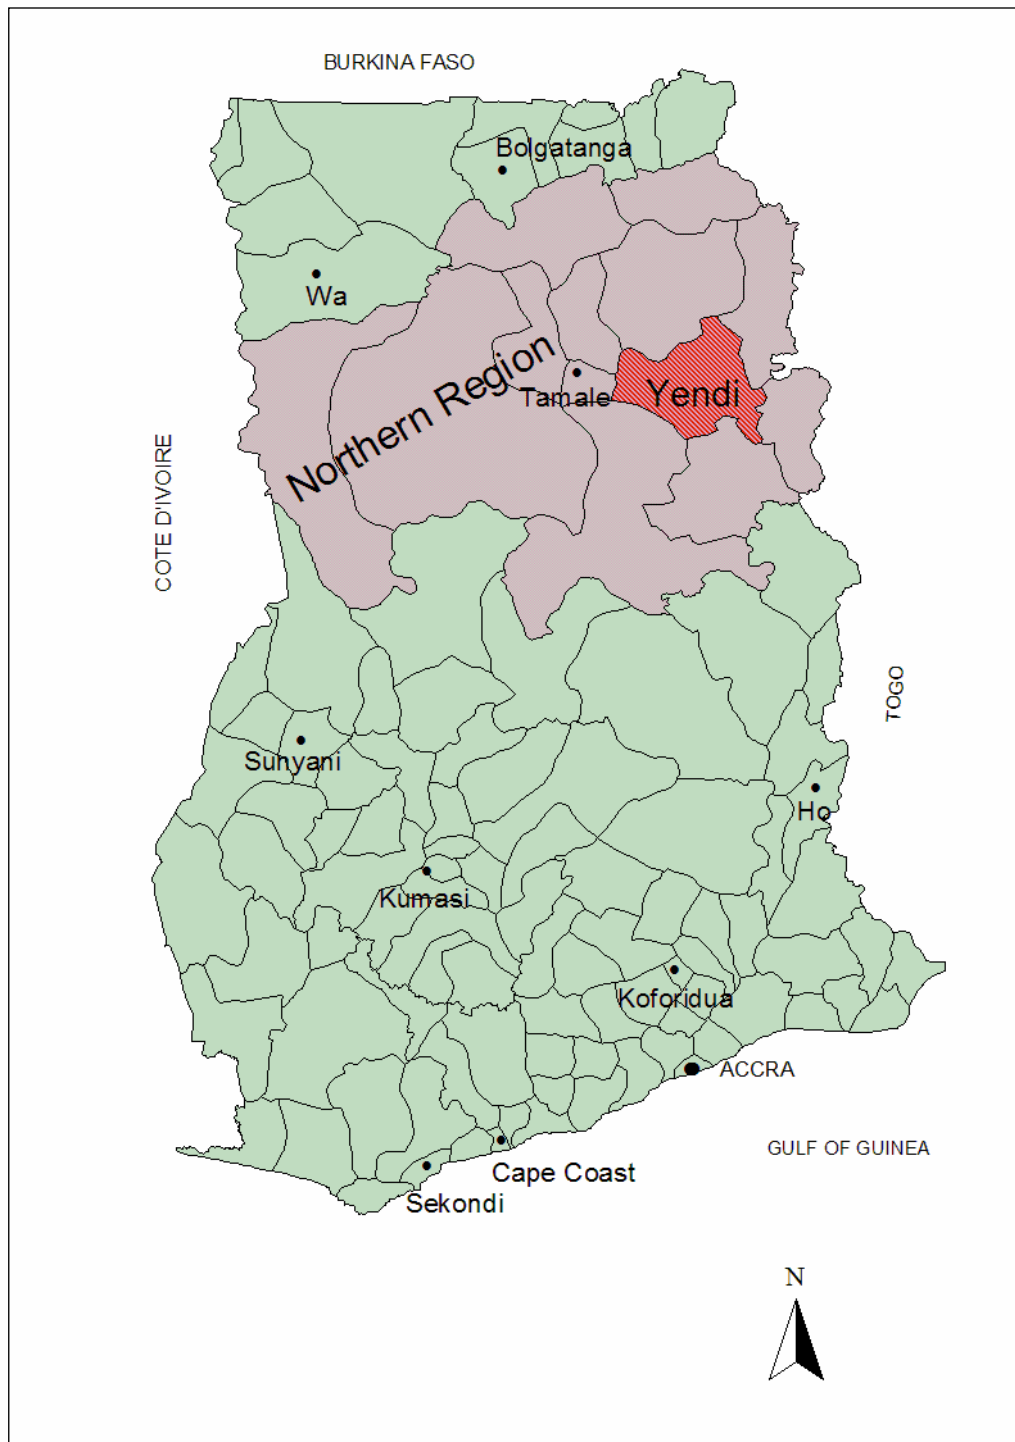 BURKINA FASO
Bolgatanga
Wa
Northern Region
Tamale
Yendi
COTE D'IVOIRE
TOGO
Sunyani
Ho
Kumasi
Koforidua
ACCRA
GULF OF GUINEA
Cape Coast
Sekondi
N